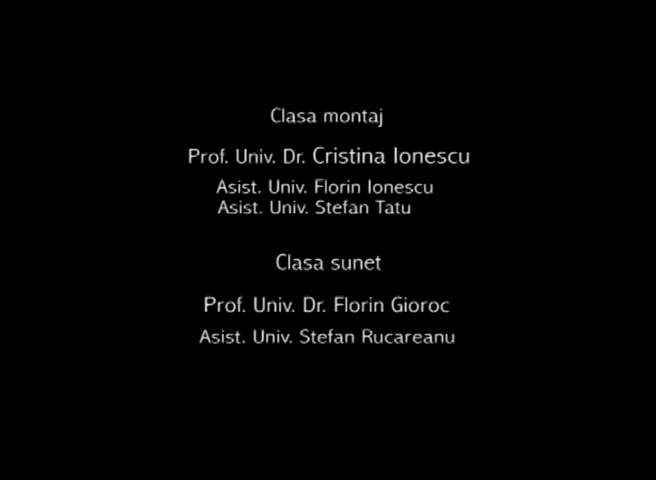 Clasa montaj
Prof. Univ. Dr. Cristina Ionescu
Asist. Univ. Florin Ionescu
Asist. Univ. Stefan Tatu
Clasa sunet
Prof. Univ. Dr. Florin Gioroc
Asist. Univ. Stefan Rucareanu